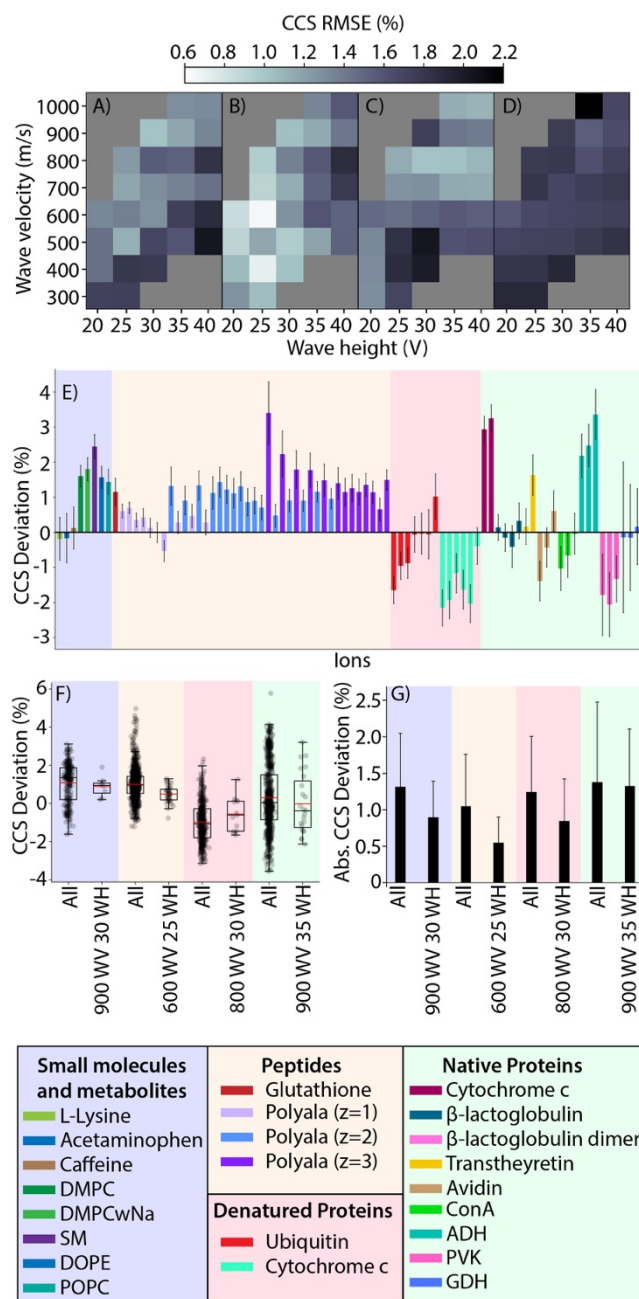 CCS RMSE (%)
0.6 1.0 1.2 1.4 1.6 1.8 2.0 2.2
Wave velocity (m/s)
1000
900
800
700
600
500
400
300
A) B) C) D)
20 25 30 35 40 20 25 30 35 40 20 25 30 35 40 20 25 30 35 40
Wave height (V)
E)
CCS Deviation (%)
4
3
2
1
0
-1
-2
-3
Ions
F)
CCS Deviation (%)
6
4
2
0
-2
-4
All
900 WV 30 WH
All
600 WV 25 WH
All
800 WV 30 WH
All
900 WV 35 WH
G)
Abs. CCS Deviation (%)
2.5
2.0
1.5
1.0
0.5
0
All
900 WV 30 WH
All
600 WV 25 WH
All
800 WV 30 WH
All
900 WV 35 WH
Small molecules
and metabolites
L-Lysine
Acetaminophen
Caffeine
DMPC
DMPCwNa
SM
DOPE
POPC
Peptides
Glutathione
Polyala (z=1)
Polyala (z=2)
Polyala (z=3)
Denatured Proteins
Ubiquitin
Cytochrome c
Native Proteins
Cytochrome c
β-lactoglobulin
β-lactoglobulin dimer
Transtheyretin
Avidin
ConA
ADH
PVK
GDH